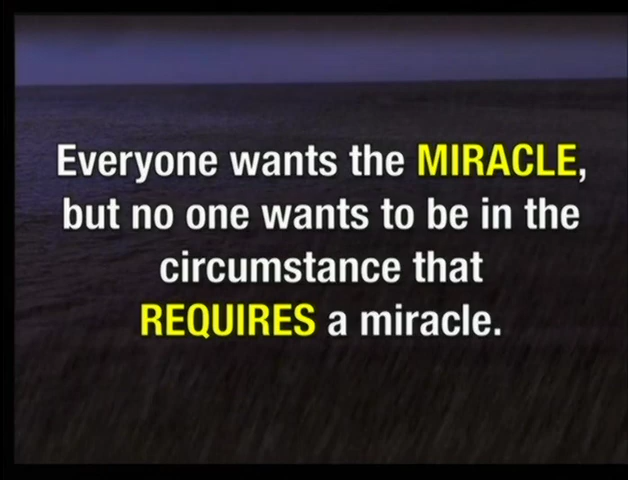 Everyone wants the MIRACLE,
but no one wants to be in the
circumstance that
REQUIRES a miracle.